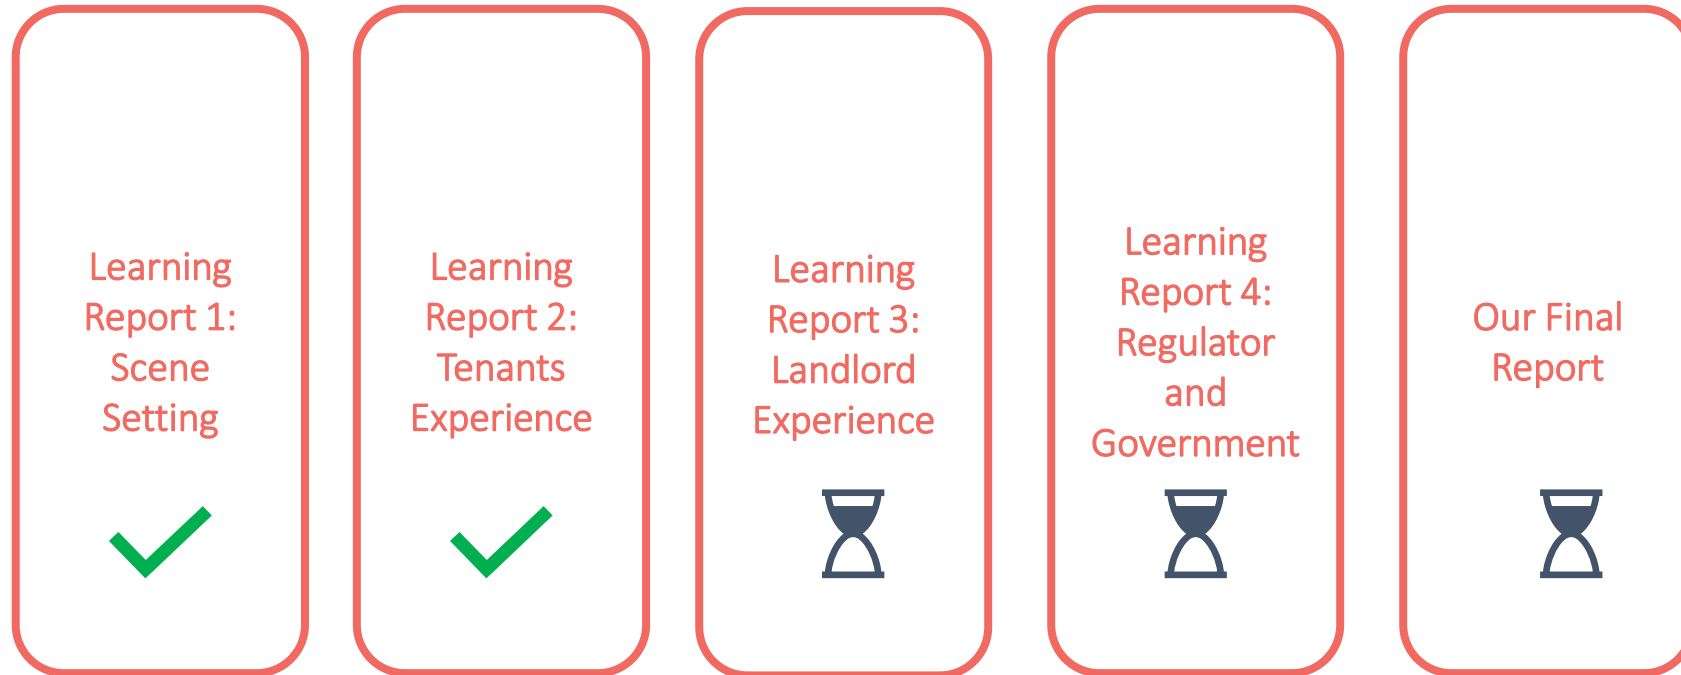 Learning
Report 1:
Scene
Setting
Learning
Report 2:
Tenants
Experience
Learning
Report 3:
Landlord
Experience
Learning
Report 4:
Regulator
and
Government
Our Final
Report